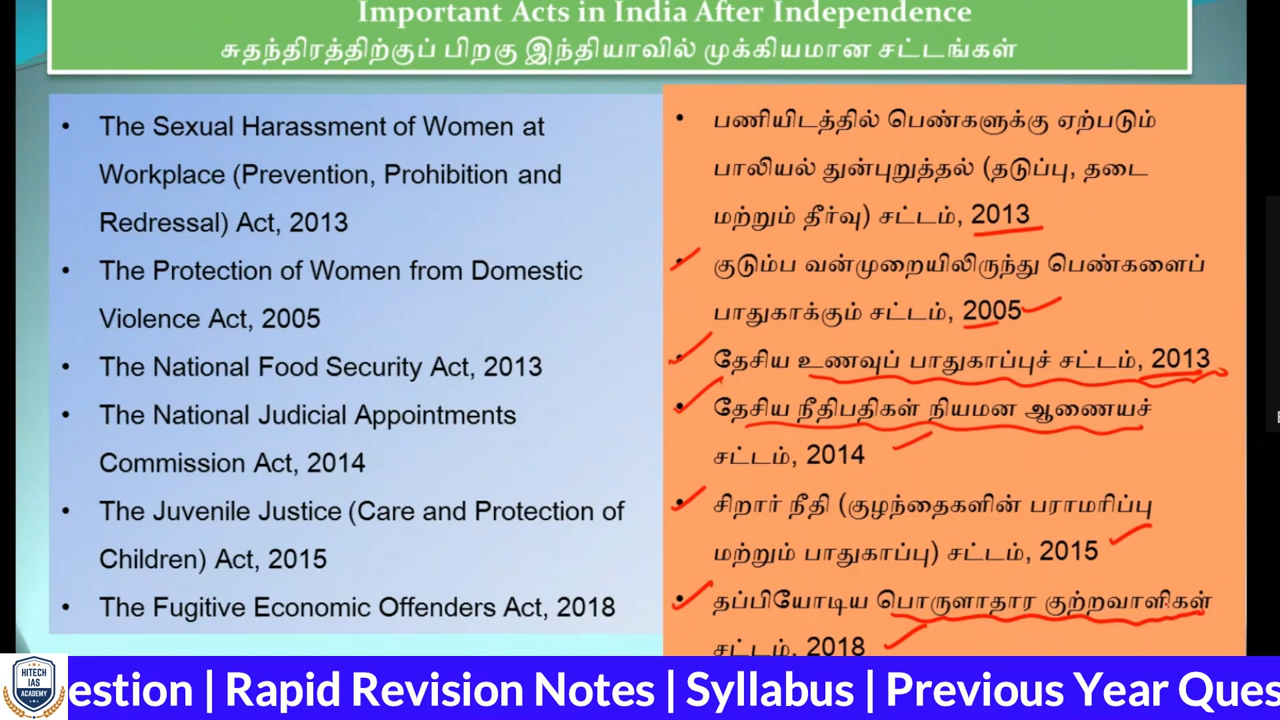 Important Acts in India After Independence
சுதந்திரத்திற்குப் பிறகு இந்தியாவில் முக்கியமான சட்டங்கள்
• The Sexual Harassment of Women at
Workplace (Prevention, Prohibition and
Redressal) Act, 2013
• The Protection of Women from Domestic
Violence Act, 2005
• The National Food Security Act, 2013
• The National Judicial Appointments
Commission Act, 2014
• The Juvenile Justice (Care and Protection of
Children) Act, 2015
• The Fugitive Economic Offenders Act, 2018
• பணியிடத்தில் பெண்களுக்கு ஏற்படும்
பாலியல் துன்புறுத்தல் (தடுப்பு, தடை
மற்றும் தீர்வு) சட்டம், 2013
• குடும்ப வன்முறையிலிருந்து பெண்களைப்
பாதுகாக்கும் சட்டம், 2005
• தேசிய உணவுப் பாதுகாப்புச் சட்டம், 2013
• தேசிய நீதிபதிகள் நியமன ஆணையச்
சட்டம், 2014
• சிறார் நீதி (குழந்தைகளின் பராமரிப்பு
மற்றும் பாதுகாப்பு) சட்டம், 2015
• தப்பியோடிய பொருளாதார குற்றவாளிகள்
சட்டம், 2018
HITECH
IAS
ACADEMY
estion | Rapid Revision Notes | Syllabus | Previous Year Ques